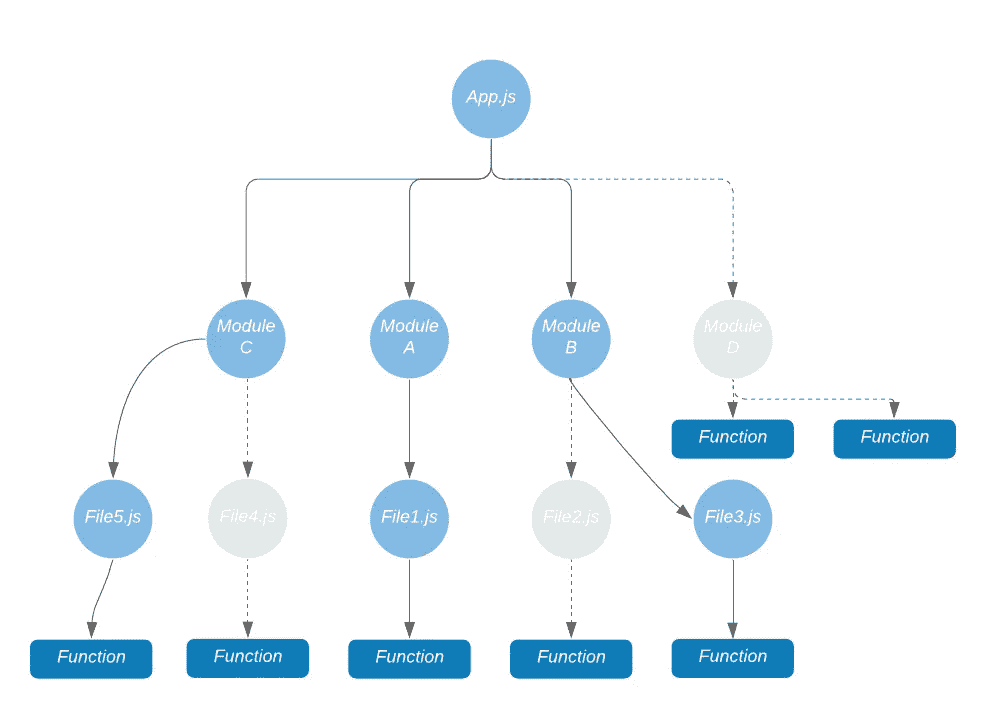 App.js
Module
C
Module
A
Module
B
Module
D
Function
Function
File5.js
File4.js
File1.js
File2.js
File3.js
Function
Function
Function
Function
Function